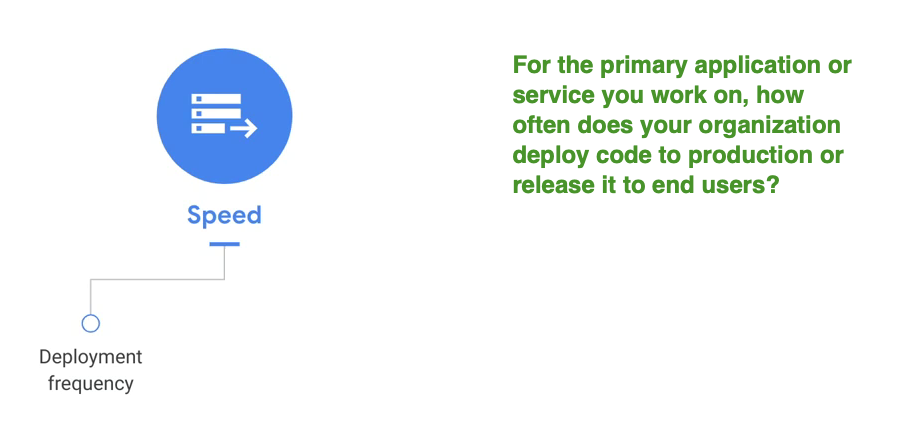 For the primary application or
service you work on, how
often does your organization
deploy code to production or
release it to end users?
Speed
Deployment
frequency